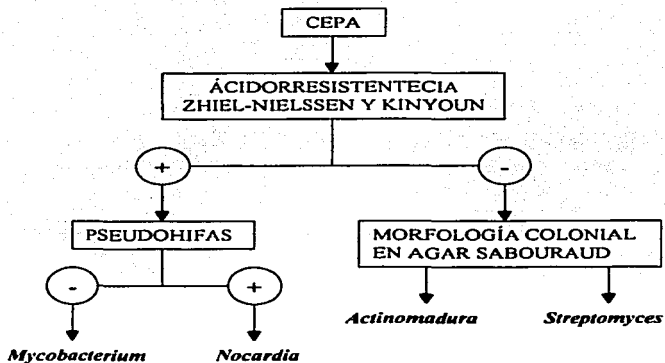 CEPA
ÁCIDORRESISTENTECIA
ZHIEL-NIELSSEN Y KINYOUN
+
-
PSEUDOHIFAS
MORFOLOGÍA COLONIAL
EN AGAR SABOURAUD
-
+
Actinomadura
Streptomyces
Mycobacterium
Nocardia